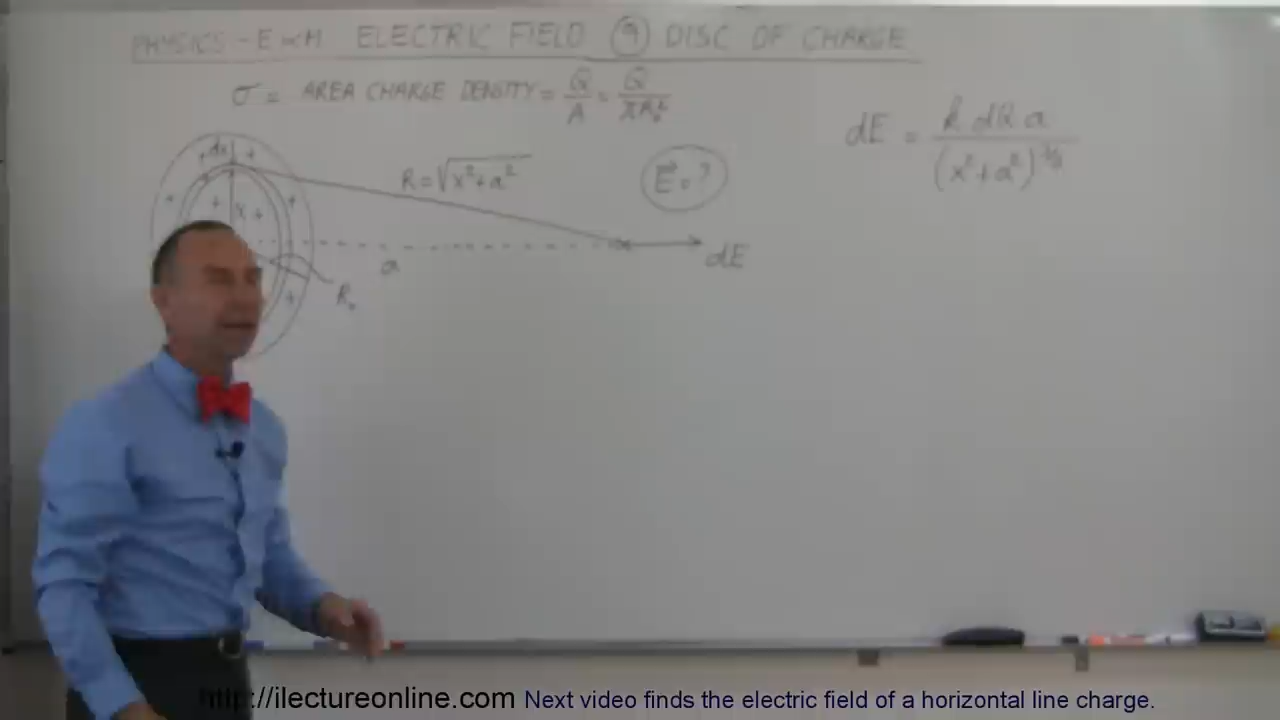 PHYSICS - E & M ELECTRIC FIELD ⑨ DISC OF CHARGE
σ = AREA CHARGE DENSITY = Q/A = Q/πR₀²
dE = k dQ a / (x²+a²)^3/2
R = √x²+a²
E = ?
dx
x
a
dE
R₀
http://ilectureonline.com Next video finds the electric field of a horizontal line charge.